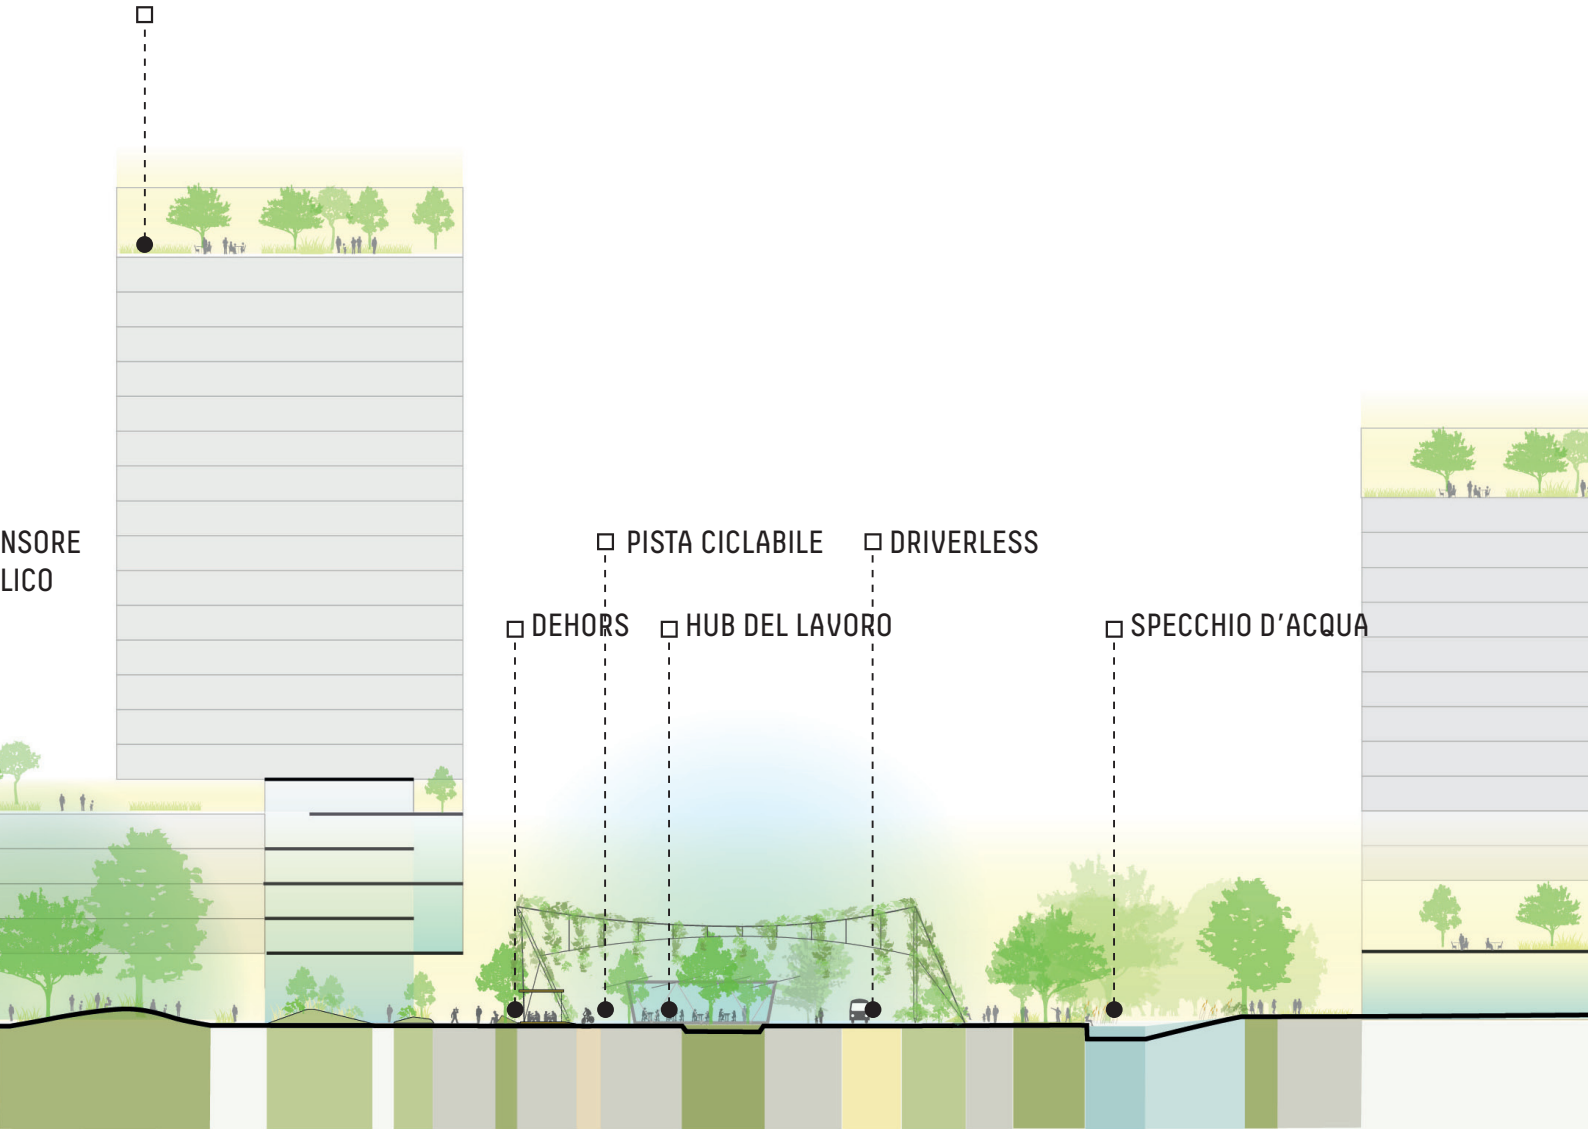 NSORE
LICO
PISTA CICLABILE
DRIVERLESS
DEHORS
HUB DEL LAVORO
SPECCHIO D'ACQUA